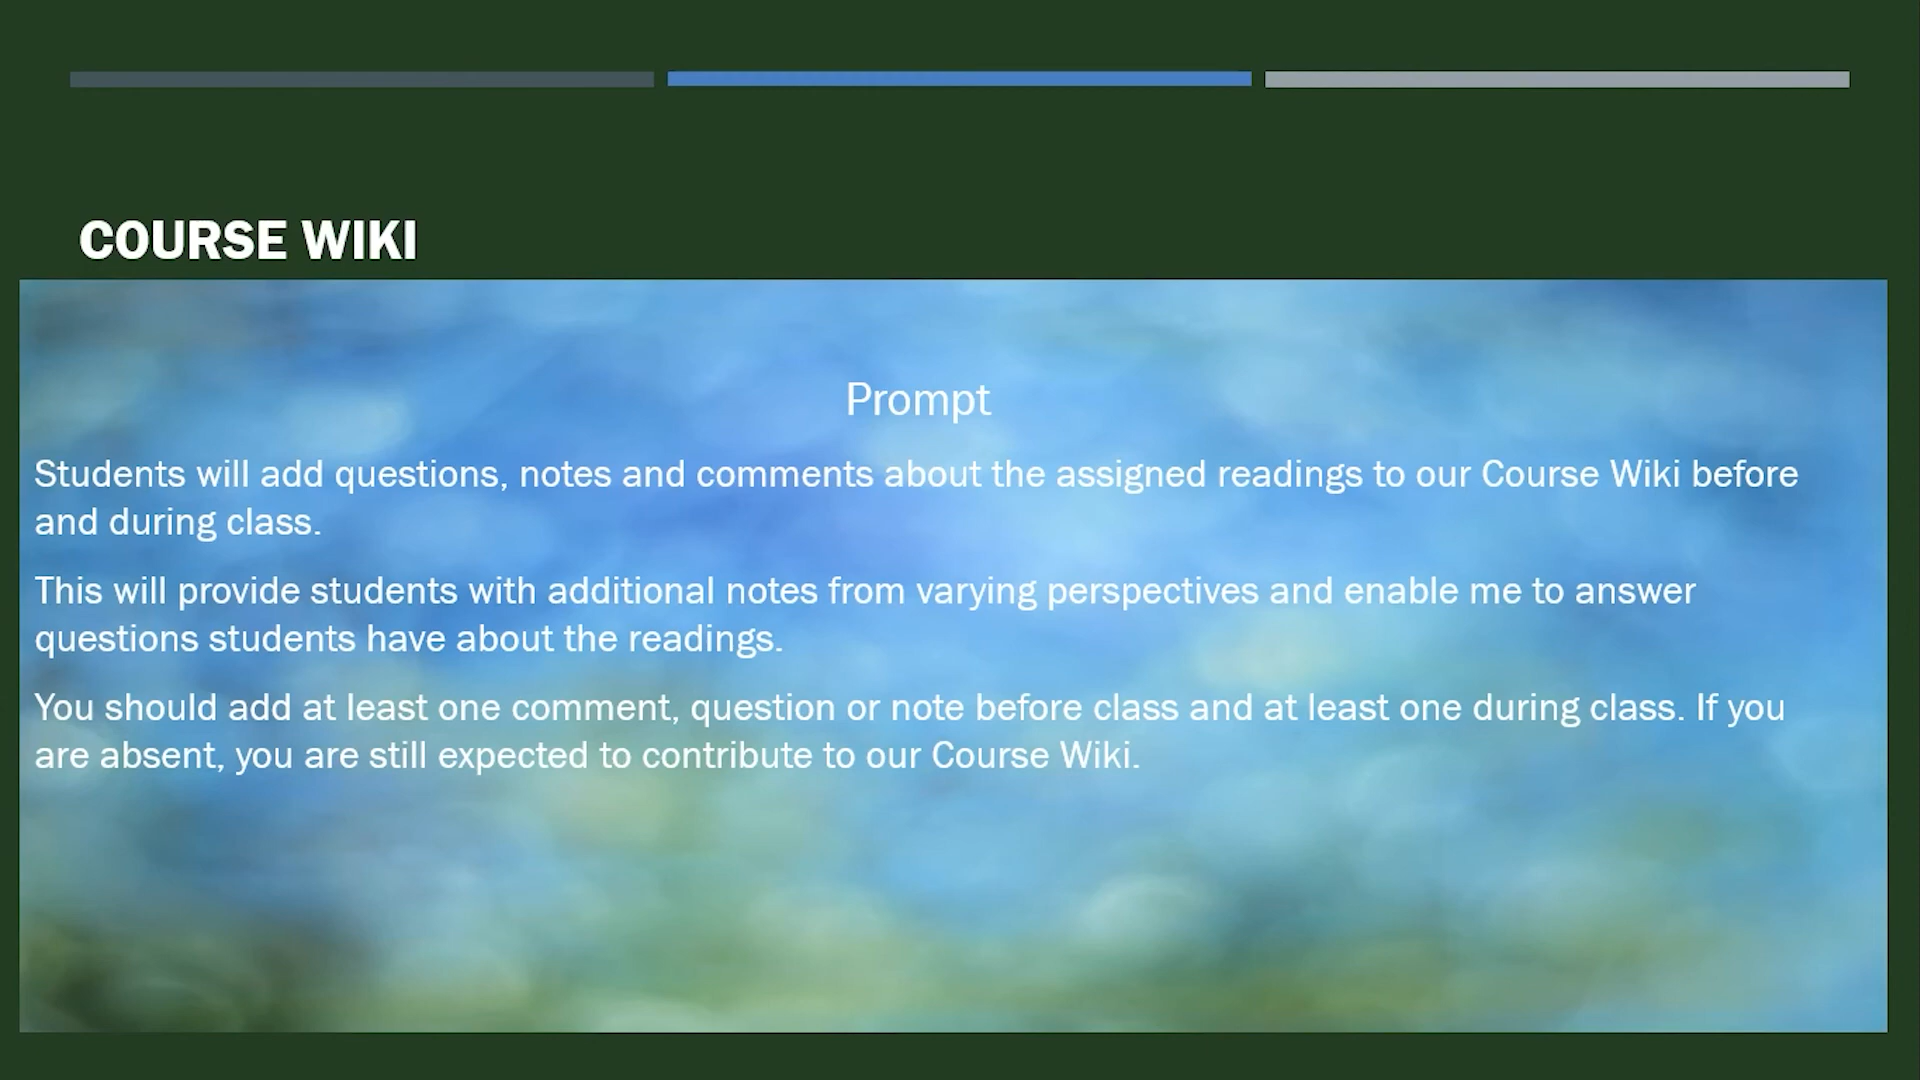 COURSE WIKI
Prompt
Students will add questions, notes and comments about the assigned readings to our Course Wiki before
and during class.
This will provide students with additional notes from varying perspectives and enable me to answer
questions students have about the readings.
You should add at least one comment, question or note before class and at least one during class. If you
are absent, you are still expected to contribute to our Course Wiki.